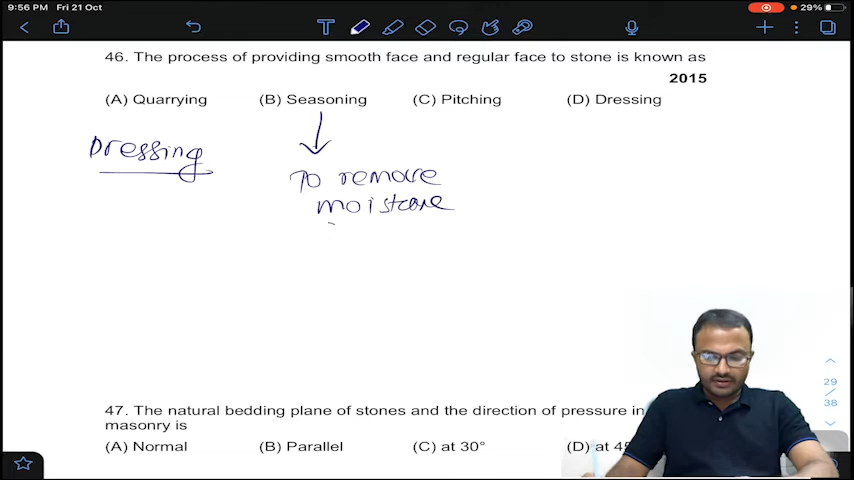 9:56 PM Fri 21 Oct
29%
46. The process of providing smooth face and regular face to stone is known as
2015
(A) Quarrying (B) Seasoning (C) Pitching (D) Dressing
Dressing
To remove
moisture
29
38
47. The natural bedding plane of stones and the direction of pressure in
masonry is
(A) Normal (B) Parallel (C) at 30° (D) at